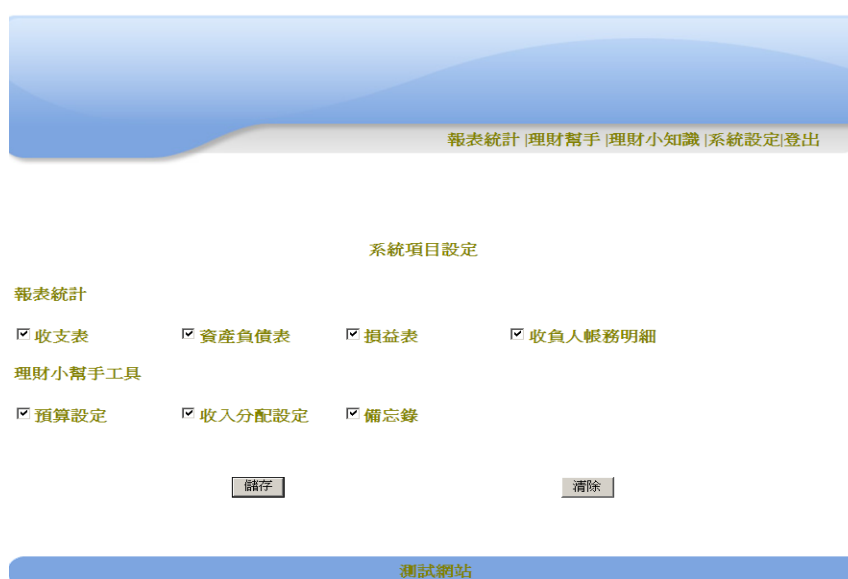 報表統計 |理財幫手 |理財小知識 |系統設定|登出
系統項目設定
報表統計
收支表 資產負債表 損益表 收負人帳務明細
理財小幫手工具
預算設定 收入分配設定 備忘錄
儲存 清除
測試網站